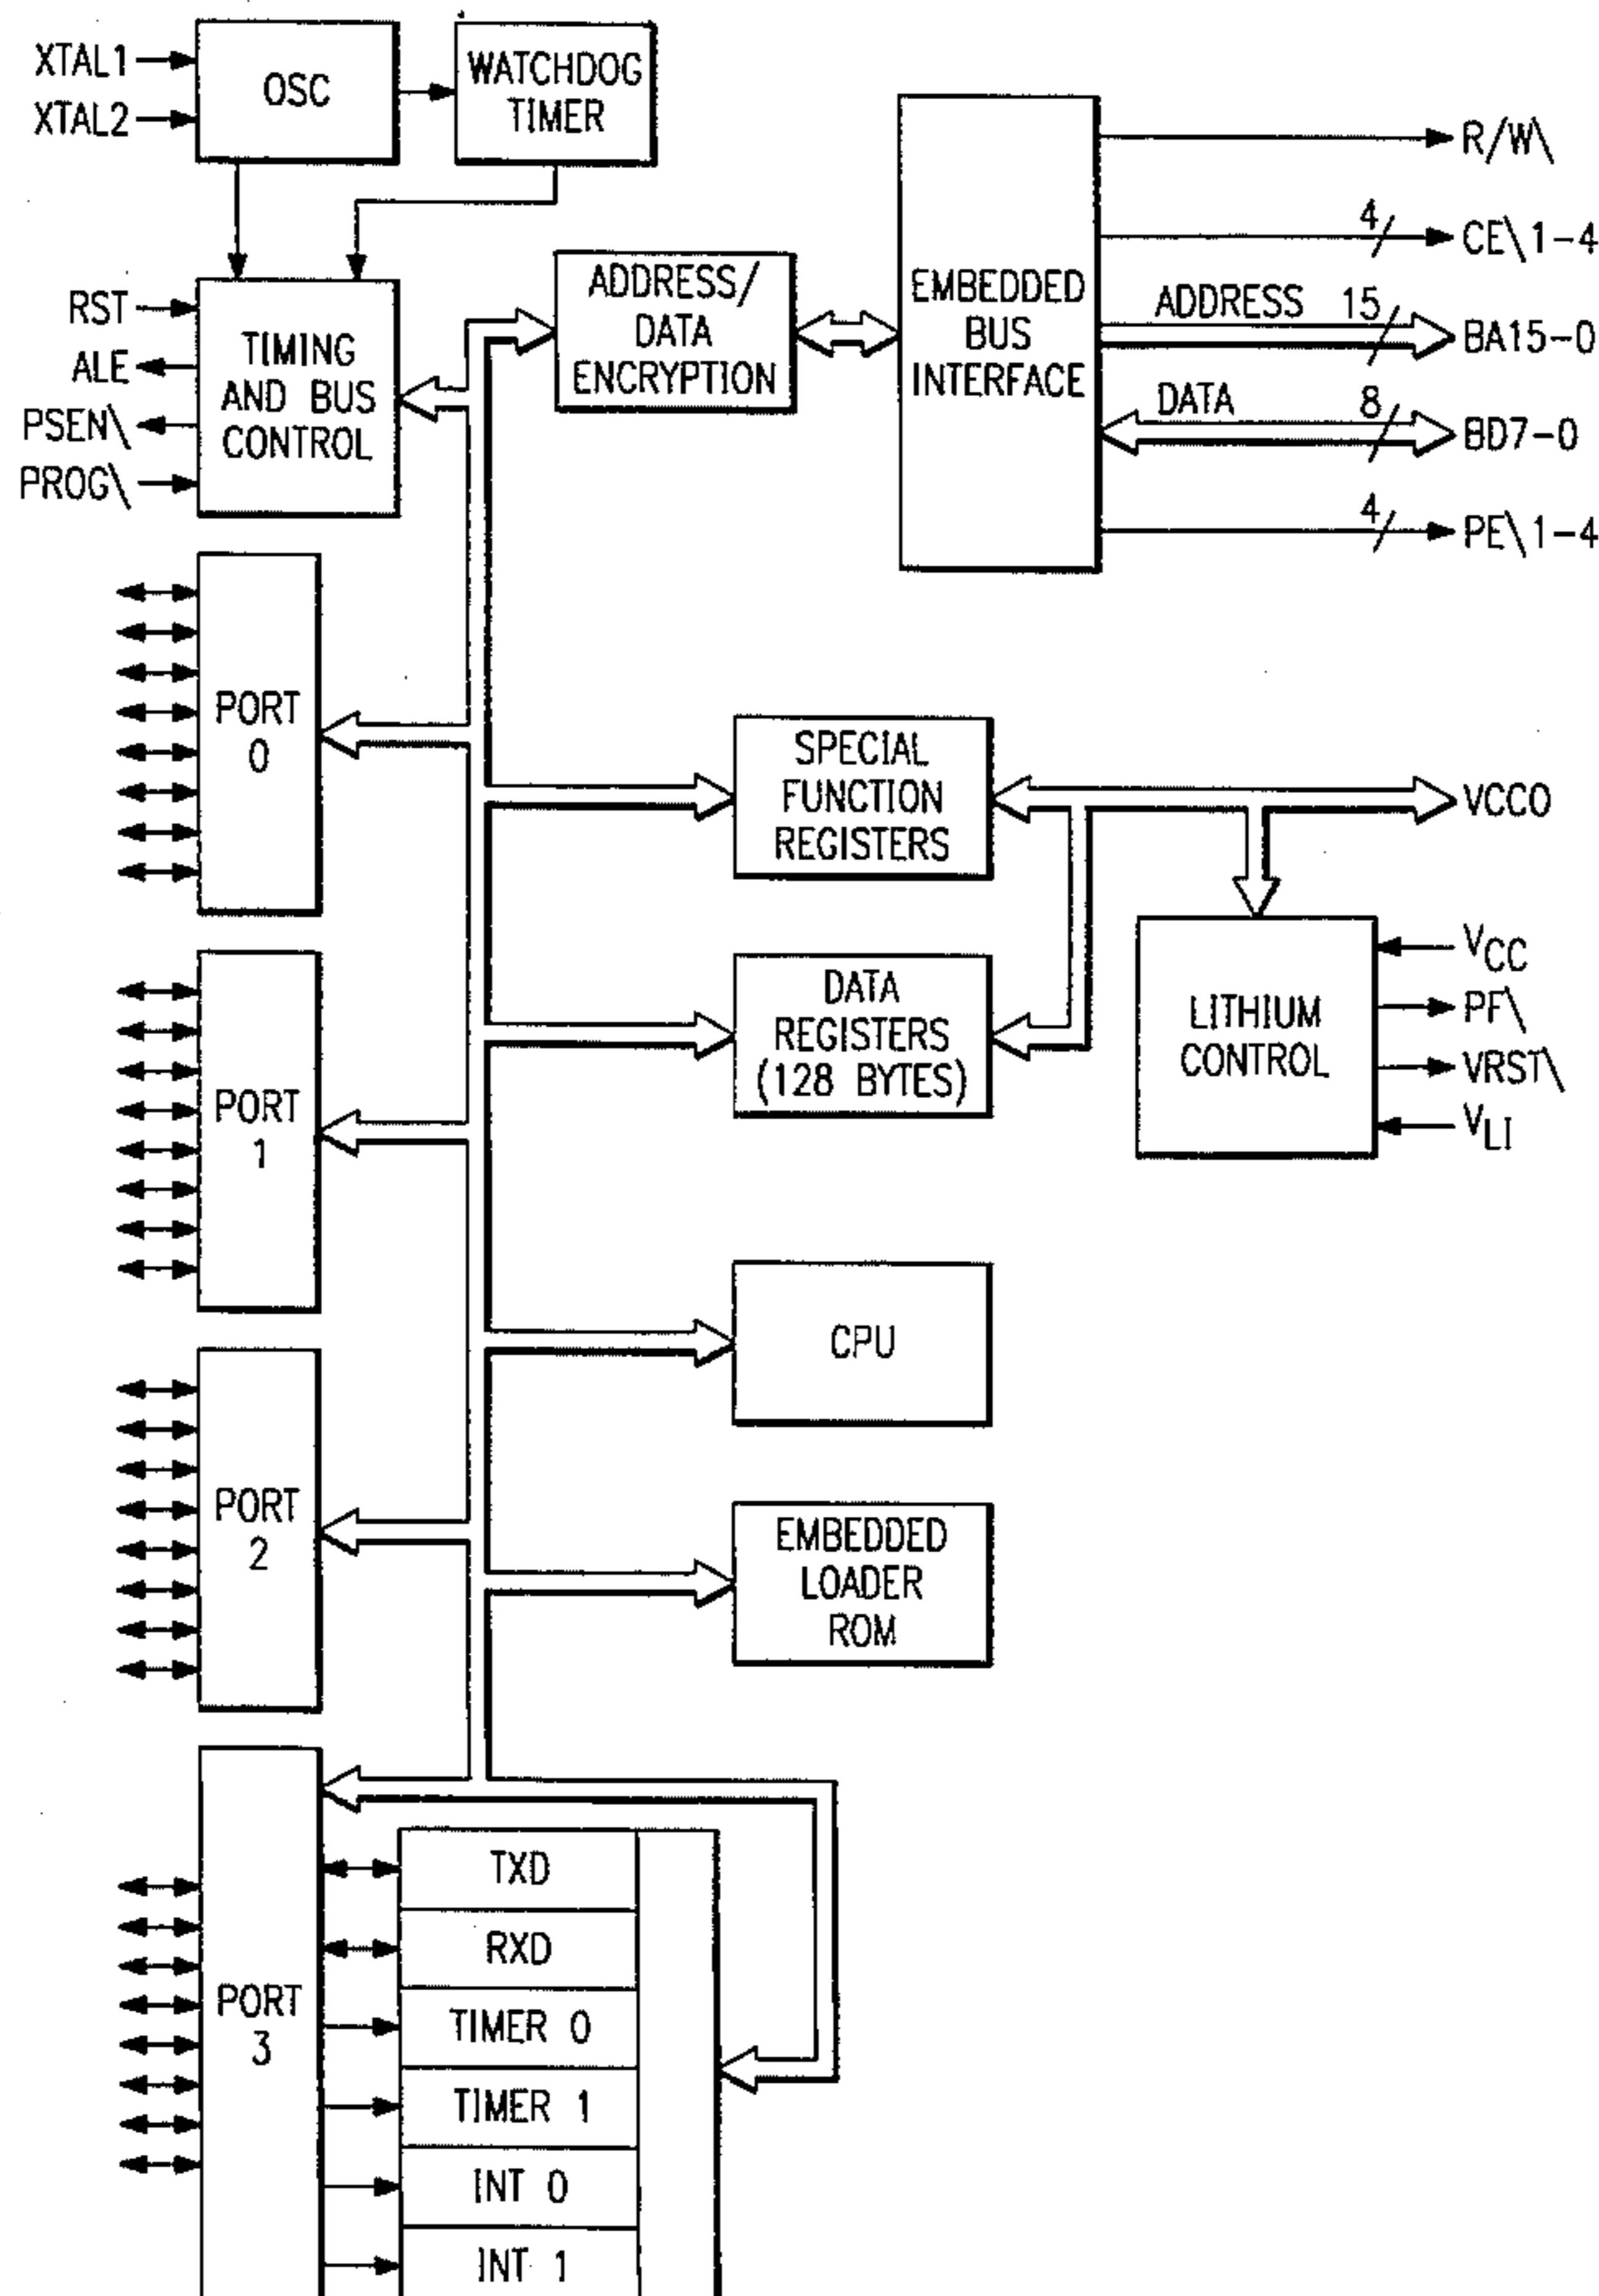 XTAL1
XTAL2
OSC
WATCHDOG
TIMER
RST
ALE
PSEN\
PROG\
TIMING
AND BUS
CONTROL
ADDRESS/
DATA
ENCRYPTION
EMBEDDED
BUS
INTERFACE
R/W\
4
CE\1-4
ADDRESS 15
BA15-0
DATA 8
BD7-0
4
PE\1-4
PORT
0
SPECIAL
FUNCTION
REGISTERS
VCCO
DATA
REGISTERS
(128 BYTES)
LITHIUM
CONTROL
VCC
PF\
VRST\
VLI
PORT
1
CPU
PORT
2
EMBEDDED
LOADER
ROM
PORT
3
TXD
RXD
TIMER 0
TIMER 1
INT 0
INT 1